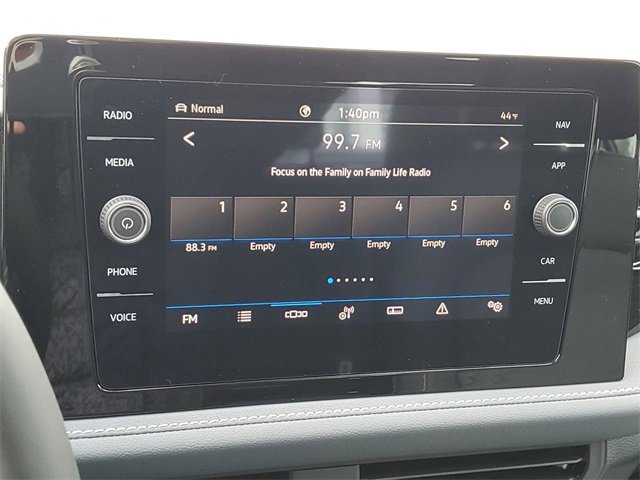 RADIO
MEDIA
PHONE
VOICE
Normal
1:40pm
44°F
99.7 FM
Focus on the Family on Family Life Radio
1 2 3 4 5 6
88.3 FM Empty Empty Empty Empty Empty
FM
NAV
APP
CAR
MENU